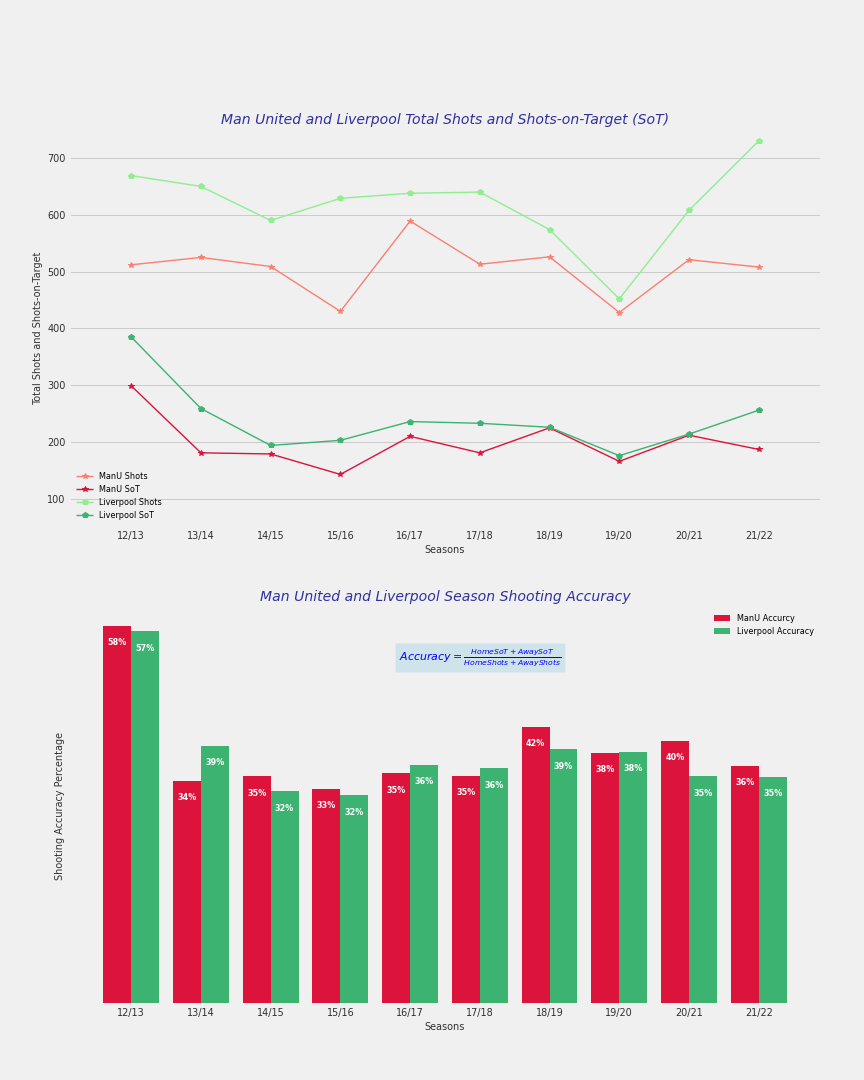 Man United and Liverpool Total Shots and Shots-on-Target (SoT)
700
600
500
400
300
200
100
Total Shots and Shots-on-Target
ManU Shots
ManU SoT
Liverpool Shots
Liverpool SoT
12/13 13/14 14/15 15/16 16/17 17/18 18/19 19/20 20/21 21/22
Seasons
Man United and Liverpool Season Shooting Accuracy
ManU Accurcy
Liverpool Accuracy
Accuracy = HomeSoT + AwaySoT
HomeShots + AwayShots
Shooting Accuracy Percentage
58% 57% 34% 39% 35% 32% 33% 32% 35% 36% 35% 36% 42% 39% 38% 38% 40% 35% 36% 35%
12/13 13/14 14/15 15/16 16/17 17/18 18/19 19/20 20/21 21/22
Seasons